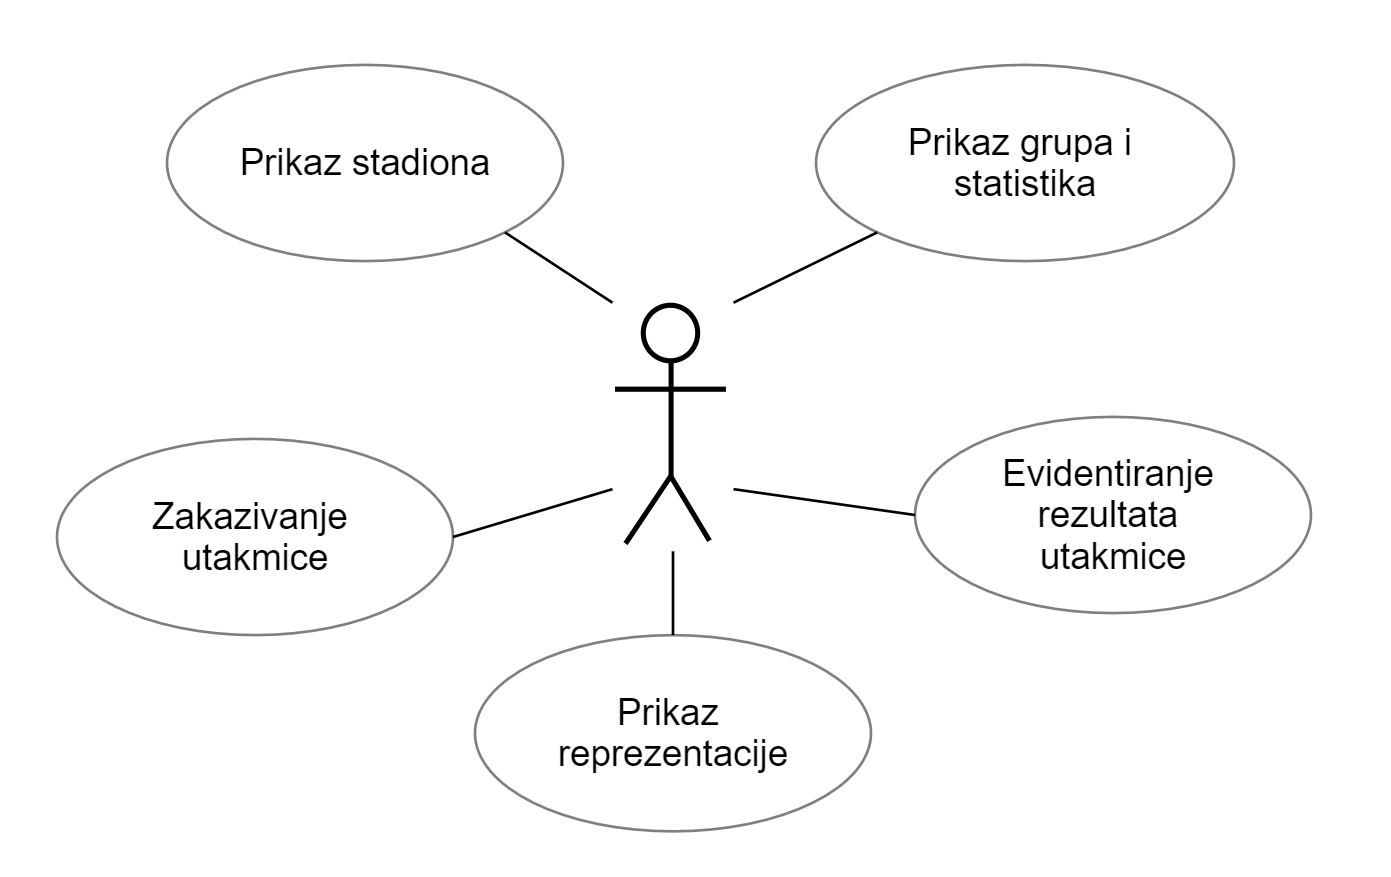 Prikaz stadiona
Prikaz grupa i
statistika
Zakazivanje
utakmice
Evidentiranje
rezultata
utakmice
Prikaz
reprezentacije